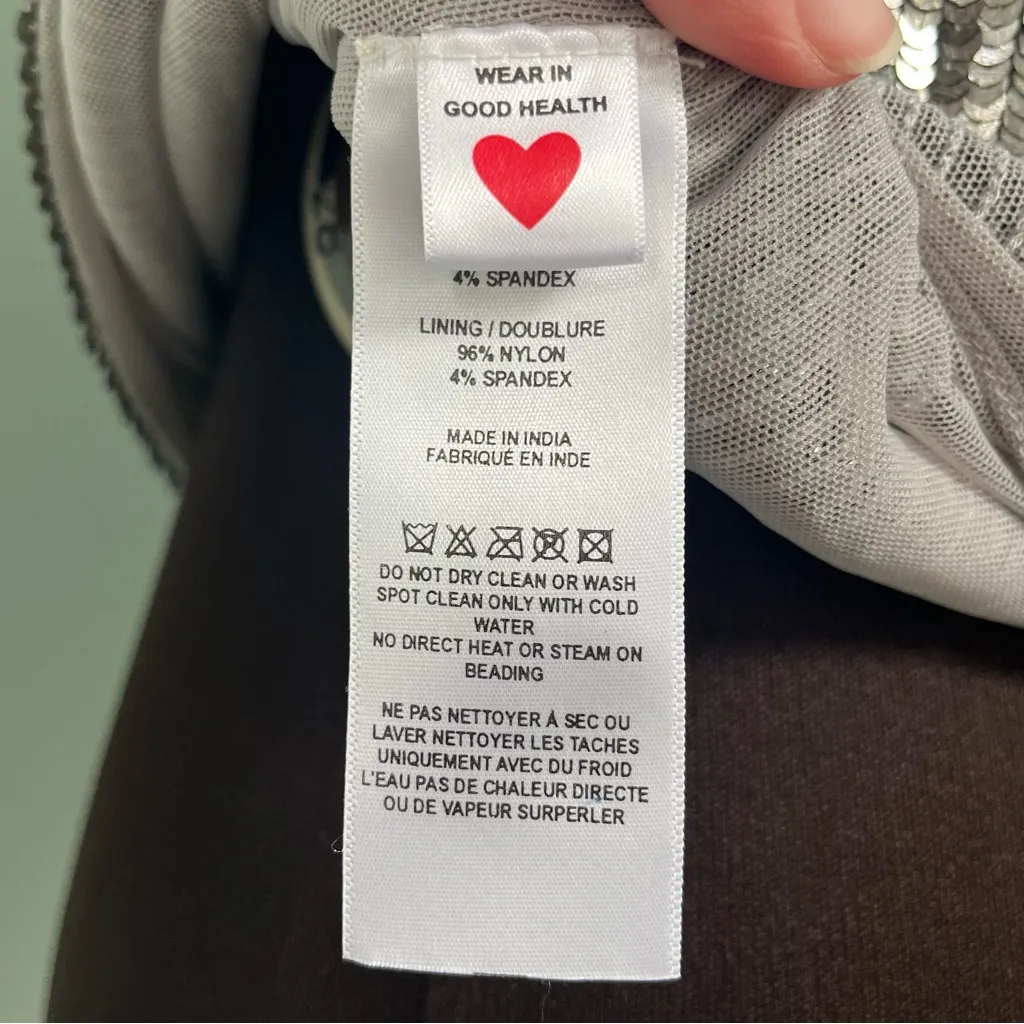 WEAR IN
GOOD HEALTH
4% SPANDEX
LINING / DOUBLURE
96% NYLON
4% SPANDEX
MADE IN INDIA
FABRIQUÉ EN INDE
DO NOT DRY CLEAN OR WASH
SPOT CLEAN ONLY WITH COLD
WATER
NO DIRECT HEAT OR STEAM ON
BEADING
NE PAS NETTOYER À SEC OU
LAVER NETTOYER LES TACHES
UNIQUEMENT AVEC DU FROID
L'EAU PAS DE CHALEUR DIRECTE
OU DE VAPEUR SURPERLER